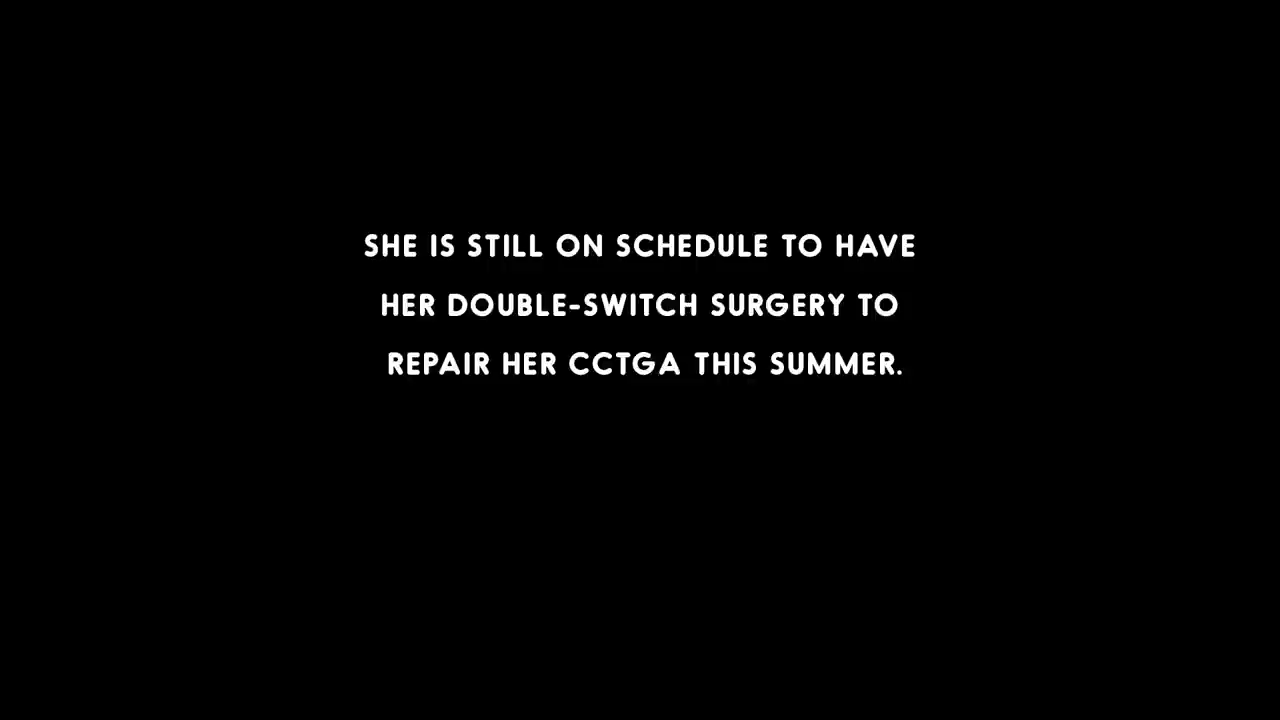 SHE IS STILL ON SCHEDULE TO HAVE
HER DOUBLE-SWITCH SURGERY TO
REPAIR HER CCTGA THIS SUMMER.